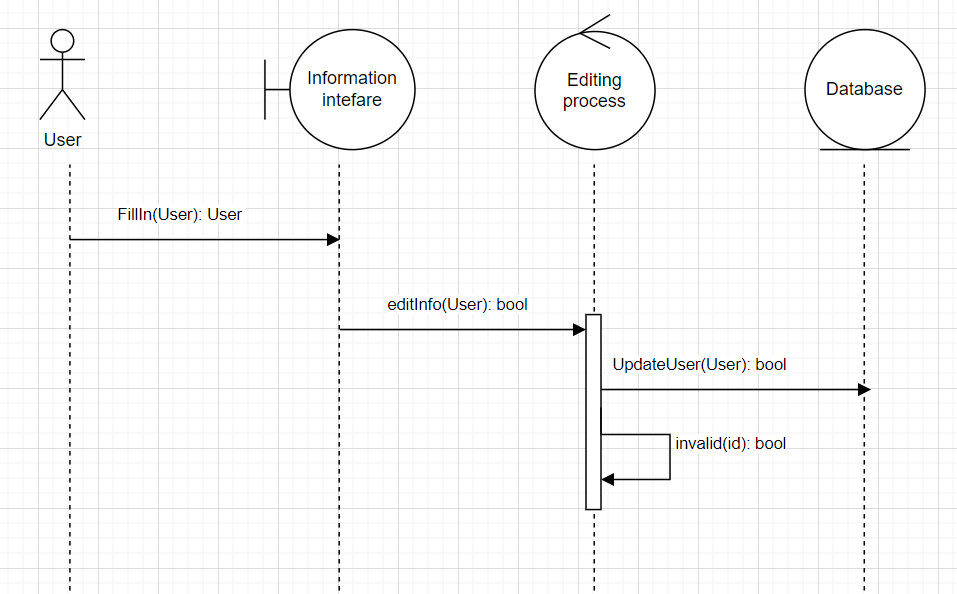 Information
intefare
Editing
process
Database
User
FillIn(User): User
editInfo(User): bool
UpdateUser(User): bool
invalid(id): bool